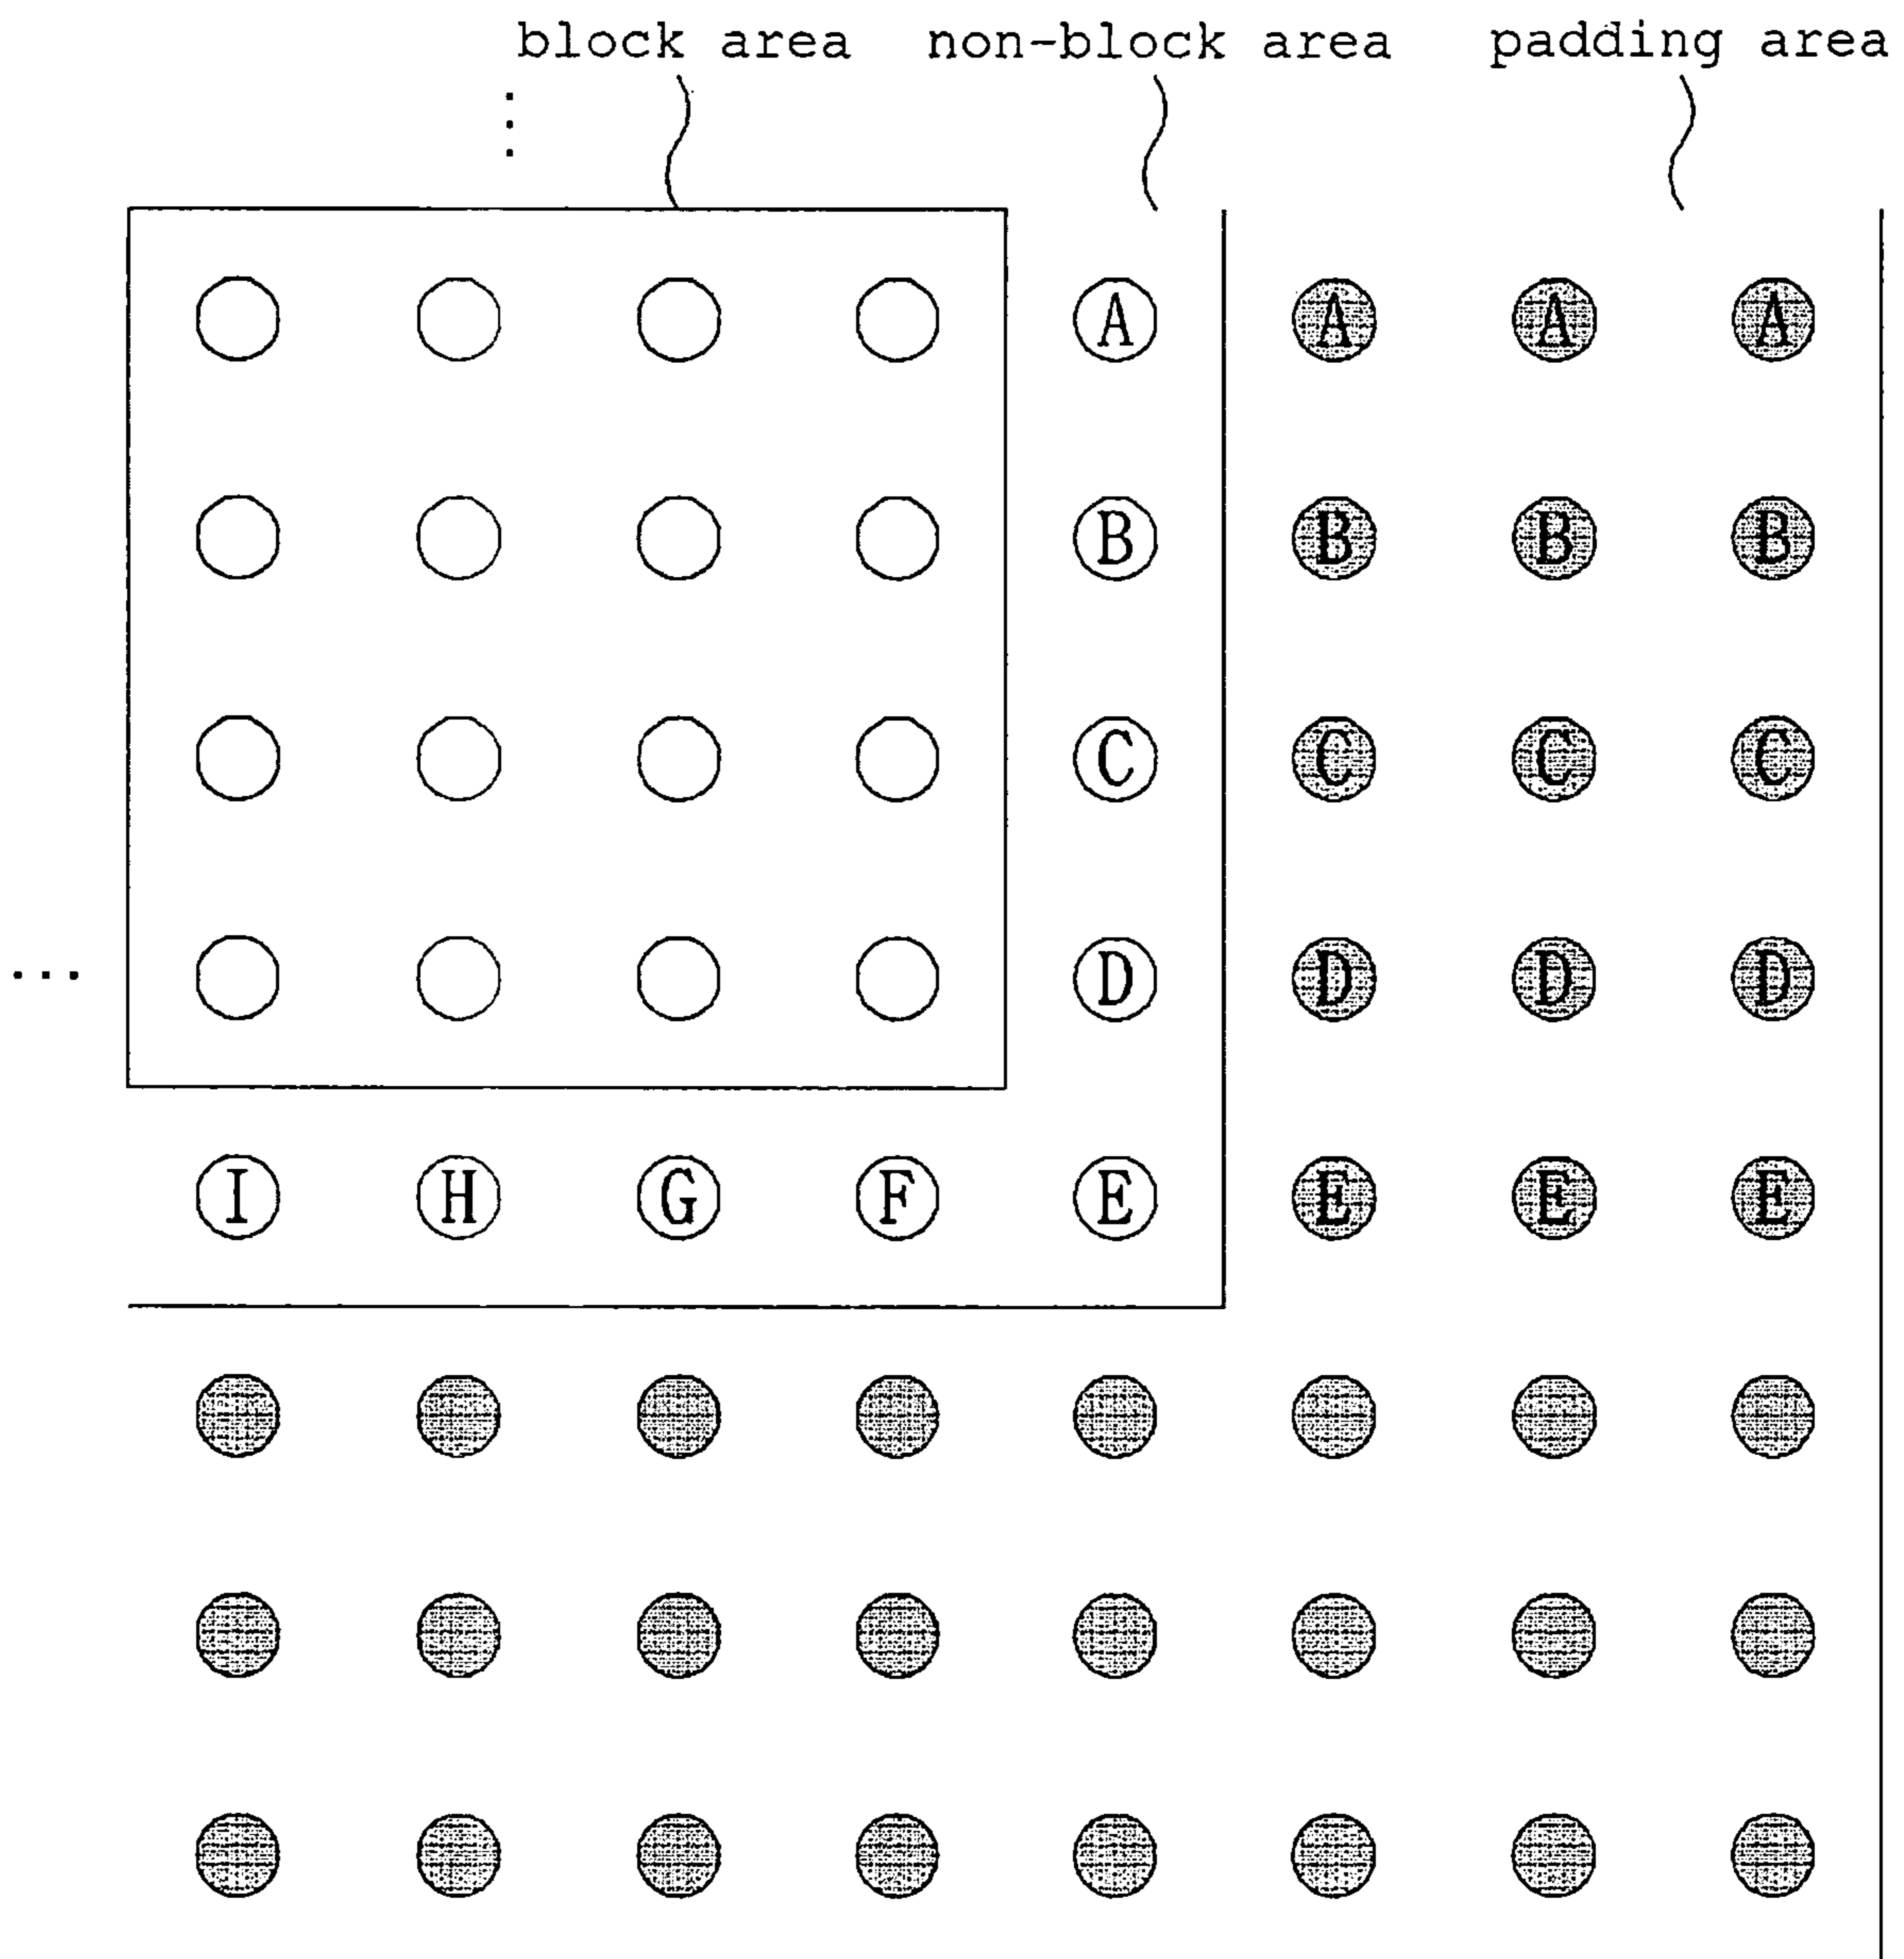 block area non-block area padding area
A A A A
B B B B
C C C C
D D D D
I H G F E E E E